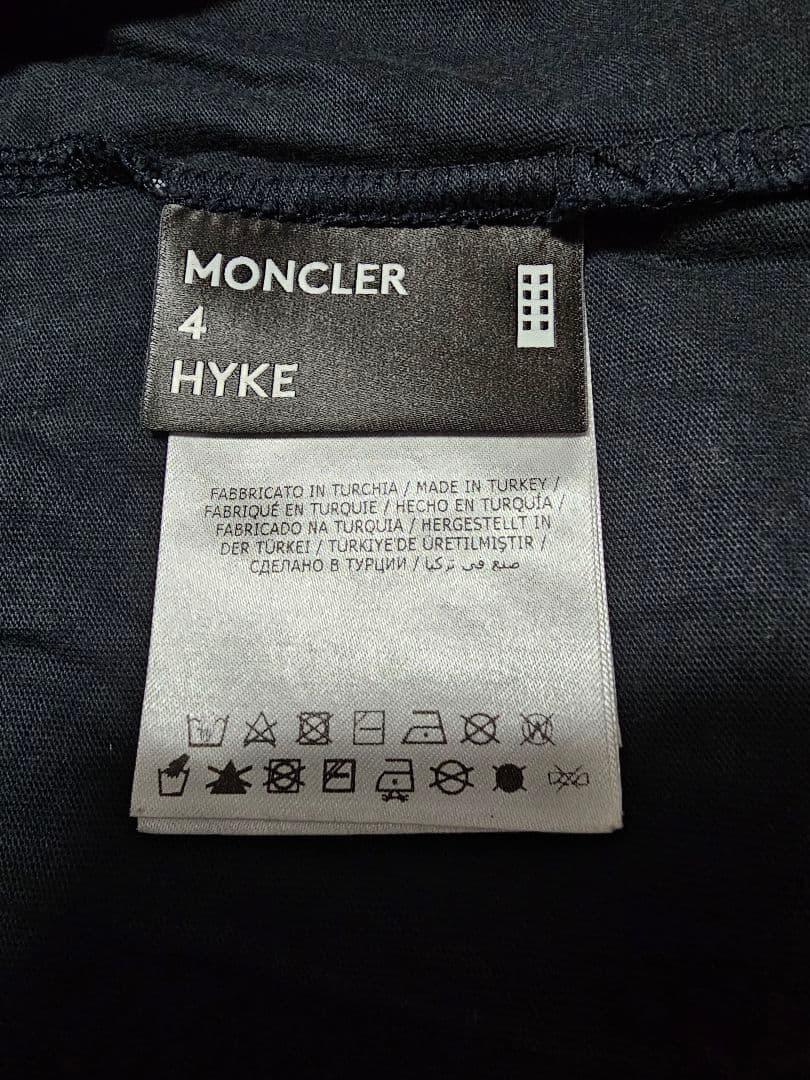 MONCLER
4
HYKE
FABBRICATO IN TURCHIA / MADE IN TURKEY /
FABRIQUÉ EN TURQUIE / HECHO EN TURQUÍA /
FABRICADO NA TURQUIA / HERGESTELLT IN
DER TÜRKEI / TÜRKIYE'DE ÜRETILMIŞTIR /
СДЕЛАНО В ТУРЦИИ / صنع في تركيا